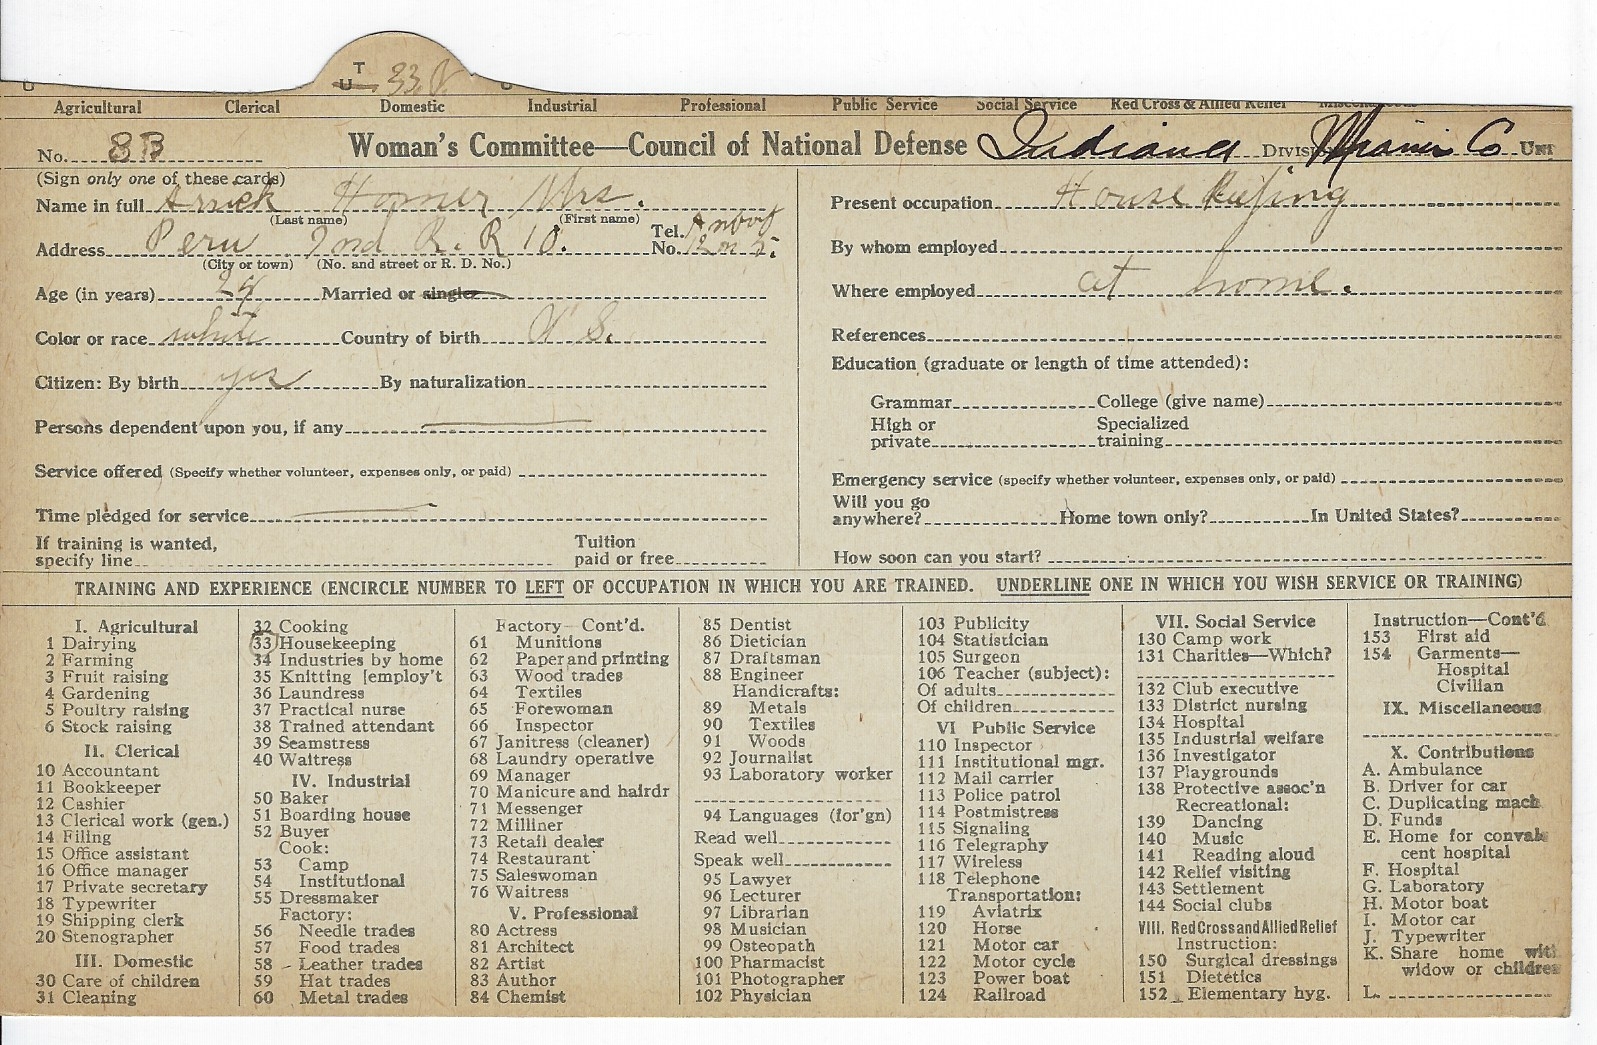 T
U 33.
Agricultural Clerical Domestic Industrial Professional Public Service Social Service Red Cross & Allied Relief Miscellaneous
No. 8B Woman's Committee—Council of National Defense Indiana Division Miami Co Unit
(Sign only one of these cards)
Name in full Arrick Homer Mrs.
(Last name) (First name)
Address Peru Ind R. R 10. Tel. No. Amboy
(City or town) (No. and street or R. D. No.)
Age (in years) Married or single
Color or race white Country of birth U S.
Citizen: By birth yes By naturalization
Persons dependent upon you, if any
Service offered (Specify whether volunteer, expenses only, or paid)
Time pledged for service
If training is wanted, specify line Tuition paid or free
Present occupation House Keeping
By whom employed
Where employed at home.
References
Education (graduate or length of time attended):
Grammar College (give name)
High or private Specialized training
Emergency service (specify whether volunteer, expenses only, or paid)
Will you go anywhere? Home town only? In United States?
How soon can you start?
TRAINING AND EXPERIENCE (ENCIRCLE NUMBER TO LEFT OF OCCUPATION IN WHICH YOU ARE TRAINED. UNDERLINE ONE IN WHICH YOU WISH SERVICE OR TRAINING)
I. Agricultural
1 Dairying
2 Farming
3 Fruit raising
4 Gardening
5 Poultry raising
6 Stock raising
II. Clerical
10 Accountant
11 Bookkeeper
12 Cashier
13 Clerical work (gen.)
14 Filing
15 Office assistant
16 Office manager
17 Private secretary
18 Typewriter
19 Shipping clerk
20 Stenographer
III. Domestic
30 Care of children
31 Cleaning
32 Cooking
33 Housekeeping
34 Industries by home
35 Knitting [employ't
36 Laundress
37 Practical nurse
38 Trained attendant
39 Seamstress
40 Waitress
IV. Industrial
50 Baker
51 Boarding house
52 Buyer
Cook:
53 Camp
54 Institutional
55 Dressmaker
Factory:
56 Needle trades
57 Food trades
58 Leather trades
59 Hat trades
60 Metal trades
Factory—Cont'd.
61 Munitions
62 Paper and printing
63 Wood trades
64 Textiles
65 Forewoman
66 Inspector
67 Janitress (cleaner)
68 Laundry operative
69 Manager
70 Manicure and hairdr
71 Messenger
72 Milliner
73 Retail dealer
74 Restaurant
75 Saleswoman
76 Waitress
V. Professional
80 Actress
81 Architect
82 Artist
83 Author
84 Chemist
85 Dentist
86 Dietician
87 Draftsman
88 Engineer
Handicrafts:
89 Metals
90 Textiles
91 Woods
92 Journalist
93 Laboratory worker
94 Languages (for'gn)
Read well
Speak well
95 Lawyer
96 Lecturer
97 Librarian
98 Musician
99 Osteopath
100 Pharmacist
101 Photographer
102 Physician
103 Publicity
104 Statistician
105 Surgeon
106 Teacher (subject):
Of adults
Of children
VI Public Service
110 Inspector
111 Institutional mgr.
112 Mail carrier
113 Police patrol
114 Postmistress
115 Signaling
116 Telegraphy
117 Wireless
118 Telephone
Transportation:
119 Aviatrix
120 Horse
121 Motor car
122 Motor cycle
123 Power boat
124 Railroad
VII. Social Service
130 Camp work
131 Charities—Which?
132 Club executive
133 District nursing
134 Hospital
135 Industrial welfare
136 Investigator
137 Playgrounds
138 Protective assoc'n
Recreational:
139 Dancing
140 Music
141 Reading aloud
142 Relief visiting
143 Settlement
144 Social clubs
VIII. Red Cross and Allied Relief
Instruction:
150 Surgical dressings
151 Dietetics
152 Elementary hyg.
Instruction—Cont'd
153 First aid
154 Garments—
Hospital
Civilian
IX. Miscellaneous
X. Contributions
A. Ambulance
B. Driver for car
C. Duplicating mach
D. Funds
E. Home for convales
cent hospital
F. Hospital
G. Laboratory
H. Motor boat
I. Motor car
J. Typewriter
K. Share home with
widow or children
L.